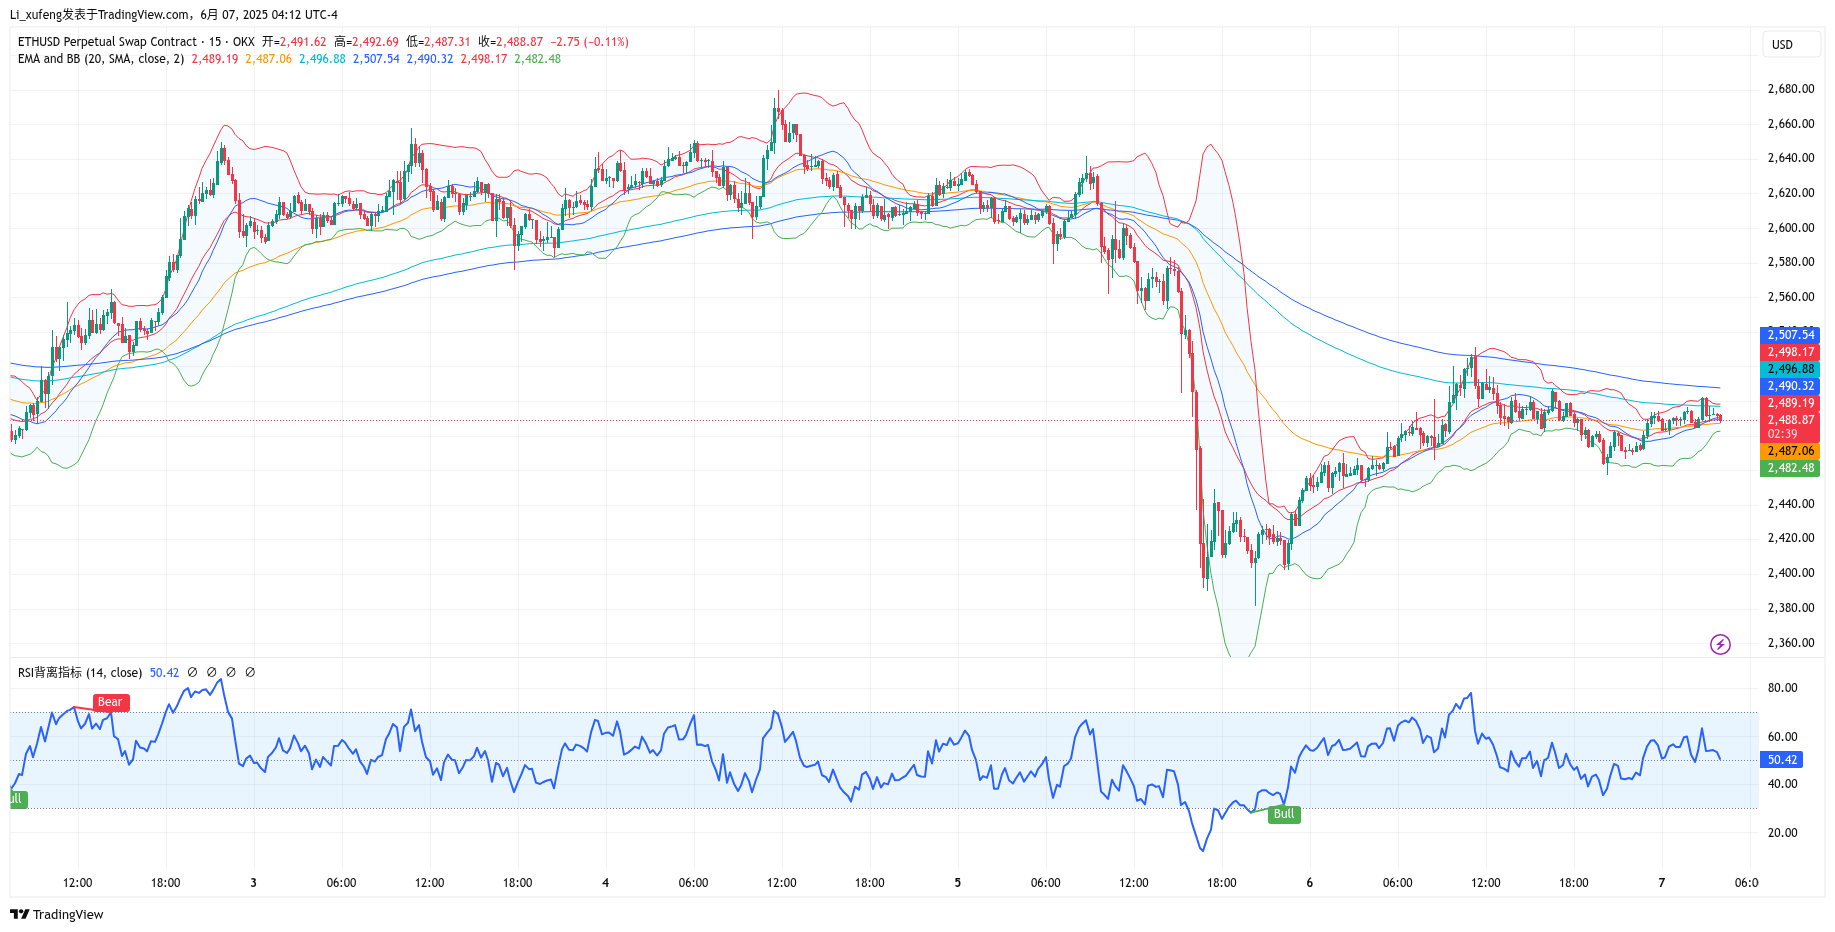 Li_xufeng发表于TradingView.com, 6月 07, 2025 04:12 UTC-4
ETHUSD Perpetual Swap Contract · 15 · OKX 开=2,491.62 高=2,492.69 低=2,487.31 收=2,488.87 −2.75 (−0.11%)
EMA and BB (20, SMA, close, 2) 2,489.19 2,487.06 2,496.88 2,507.54 2,490.32 2,498.17 2,482.48
USD
2,680.00
2,660.00
2,640.00
2,620.00
2,600.00
2,580.00
2,560.00
2,507.54
2,498.17
2,496.88
2,490.32
2,489.19
2,488.87
02:39
2,487.06
2,482.48
2,440.00
2,420.00
2,400.00
2,380.00
2,360.00
RSI背离指标 (14, close) 50.42 ∅ ∅ ∅ ∅
Bear
Bull
ull
80.00
60.00
50.42
40.00
20.00
12:00 18:00 3 06:00 12:00 18:00 4 06:00 12:00 18:00 5 06:00 12:00 18:00 6 06:00 12:00 18:00 7 06:0
TradingView